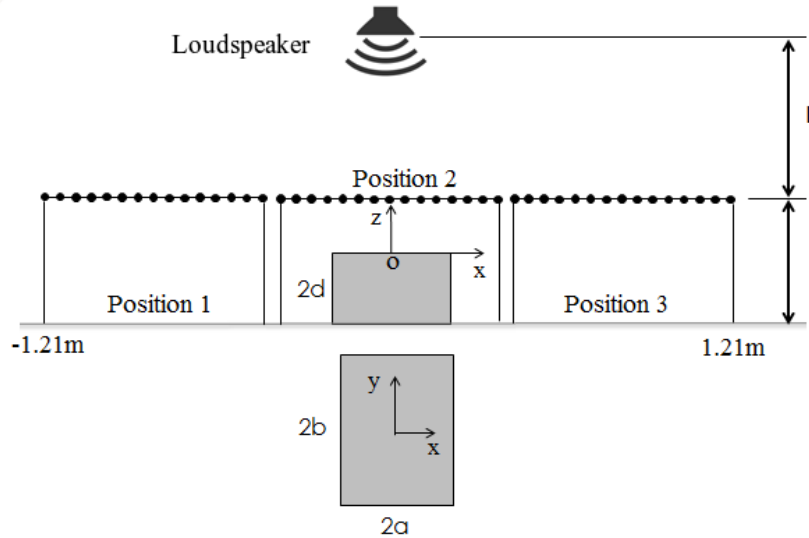 Loudspeaker
Position 2
z
o
x
2d
Position 1
Position 3
-1.21m
1.21m
y
2b
x
2a